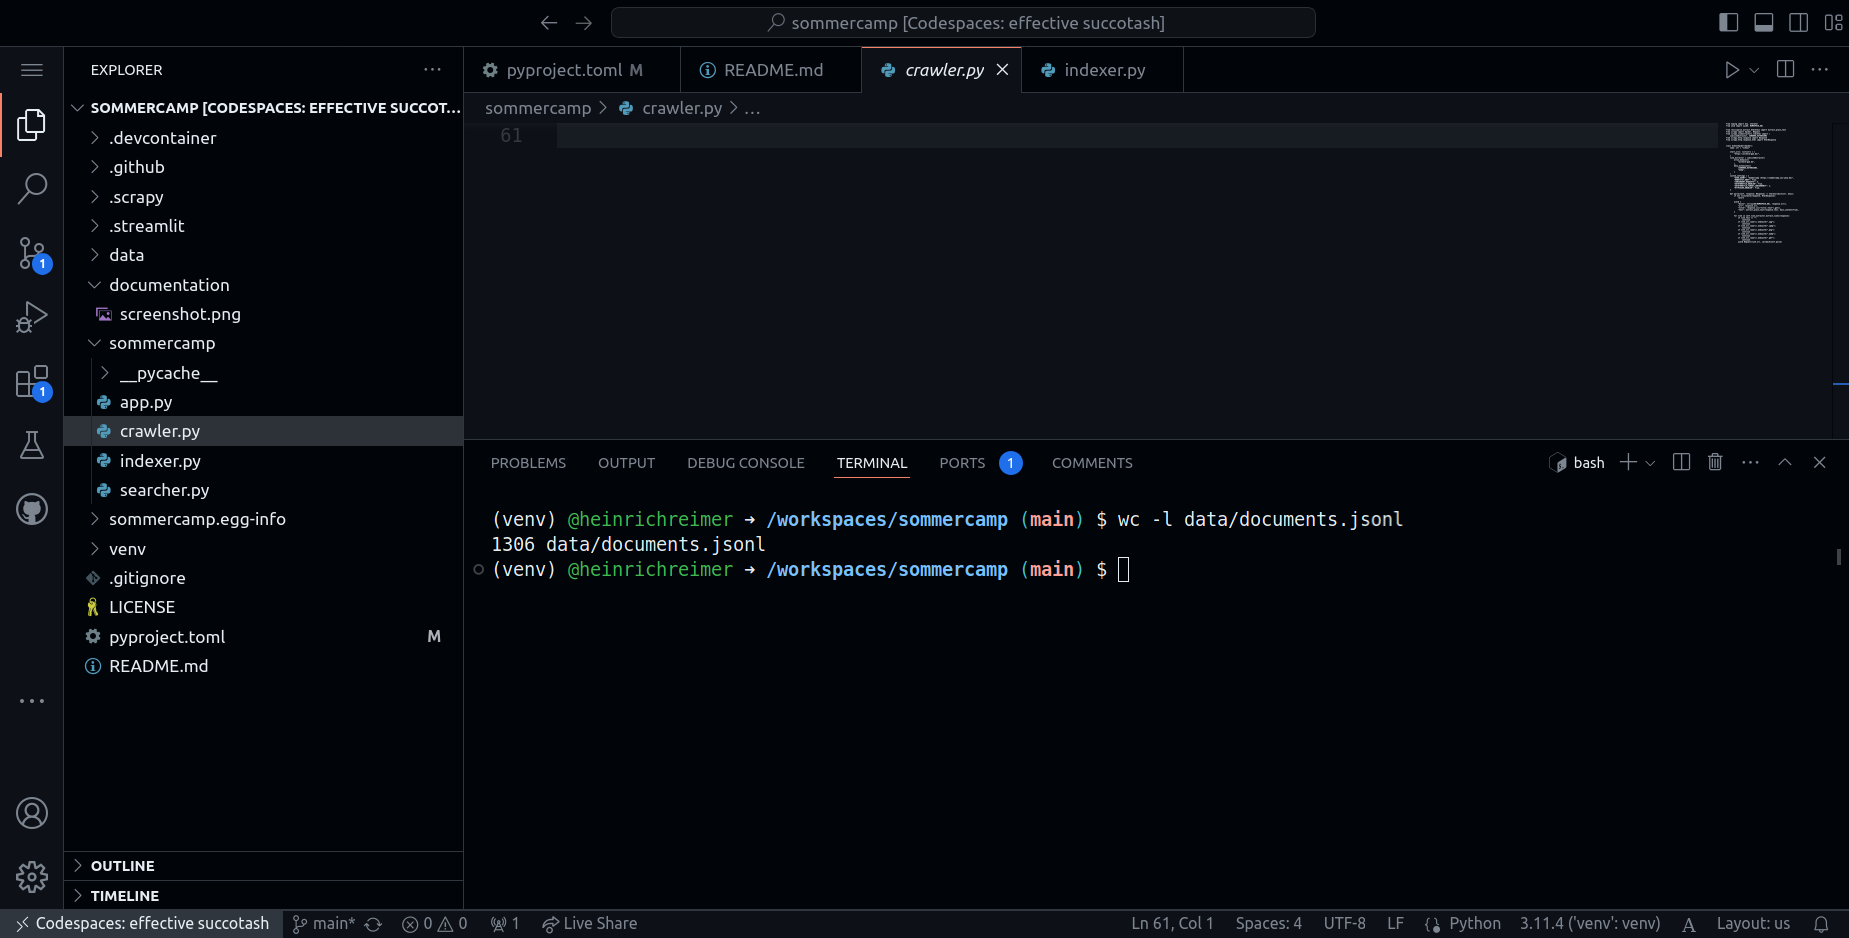 sommercamp [Codespaces: effective succotash]
EXPLORER
SOMMERCAMP [CODESPACES: EFFECTIVE SUCCOT...
.devcontainer
.github
.scrapy
.streamlit
data
documentation
screenshot.png
sommercamp
__pycache__
app.py
crawler.py
indexer.py
searcher.py
sommercamp.egg-info
venv
.gitignore
LICENSE
pyproject.toml M
README.md
OUTLINE
TIMELINE
1
1
pyproject.toml M README.md crawler.py indexer.py
sommercamp > crawler.py > ...
61
PROBLEMS OUTPUT DEBUG CONSOLE TERMINAL PORTS 1 COMMENTS
bash
(venv) @heinrichreimer ➜ /workspaces/sommercamp (main) $ wc -l data/documents.jsonl
1306 data/documents.jsonl
(venv) @heinrichreimer ➜ /workspaces/sommercamp (main) $
Codespaces: effective succotash main* 0 0 1 Live Share Ln 61, Col 1 Spaces: 4 UTF-8 LF Python 3.11.4 ('venv': venv) Layout: us